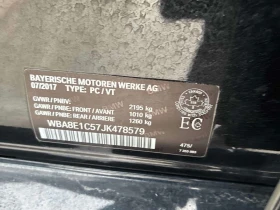 BAYERISCHE MOTOREN WERKE AG
07/2017 TYPE: PC / VT
GVWR / PNBV: 2195 kg
GAWR / PNBE: FRONT / AVANT 1010 kg
GAWR / PNBE: REAR / ARRIERE 1260 kg
WBA8E1C57JK478579
EC
475/